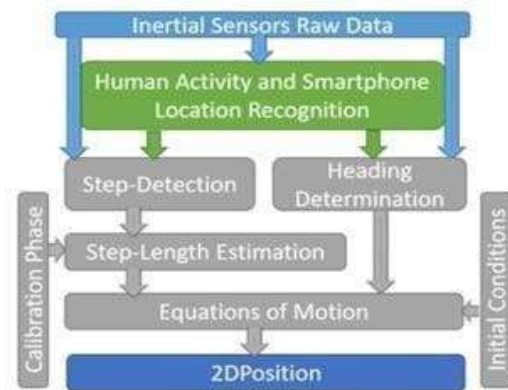 Inertial Sensors Raw Data
Human Activity and Smartphone
Location Recognition
Step-Detection
Heading
Determination
Calibration Phase
Step-Length Estimation
Initial Conditions
Equations of Motion
2DPosition